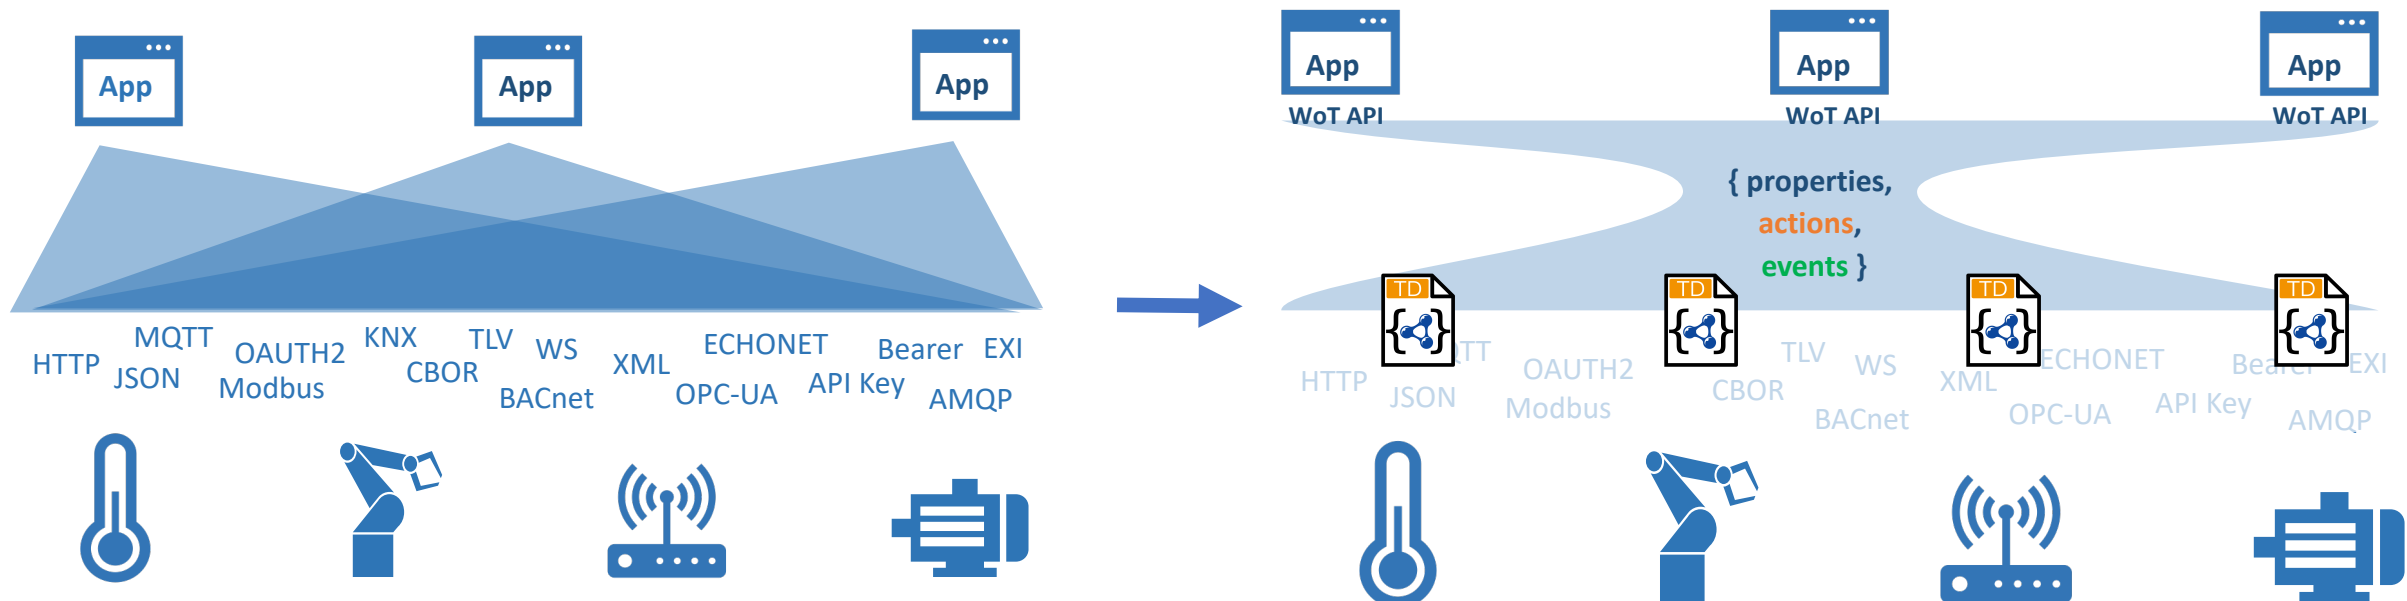 App
App
App
HTTP
MQTT
JSON
OAUTH2
Modbus
KNX
CBOR
TLV
WS
BACnet
XML
ECHONET
OPC-UA
API Key
Bearer
EXI
AMQP
App
WoT API
App
WoT API
App
WoT API
{ properties,
actions,
events }
TD
{ }
TD
{ }
TD
{ }
TD
{ }
HTTP
TT
JSON
OAUTH2
Modbus
CBOR
TLV
WS
BACnet
XML
ECHONET
OPC-UA
API Key
Bearer
EXI
AMQP